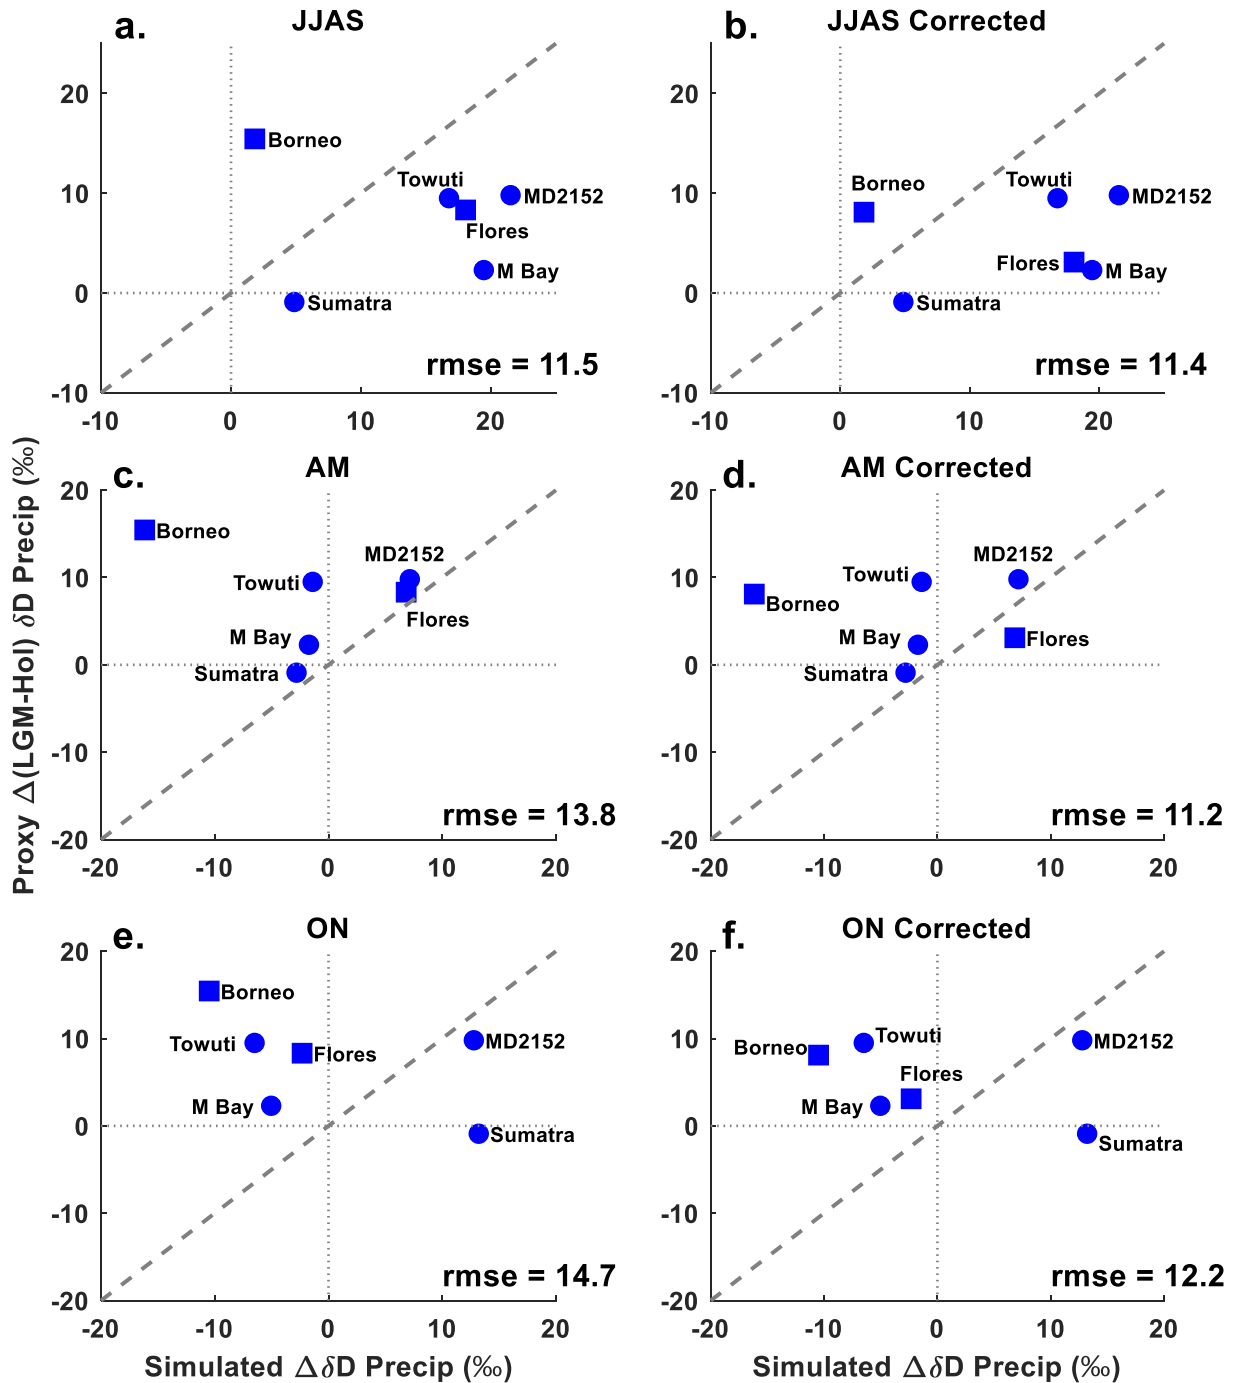 a.
JJAS
20
10
0
-10
-10
0
10
20
Borneo
Towuti
MD2152
Flores
M Bay
Sumatra
rmse = 11.5
b.
JJAS Corrected
20
10
0
-10
-10
0
10
20
Borneo
Towuti
MD2152
Flores
M Bay
Sumatra
rmse = 11.4
Proxy Δ(LGM-Hol) δD Precip (‰)
c.
AM
20
10
0
-10
-20
-20
-10
0
10
20
Borneo
MD2152
Towuti
Flores
M Bay
Sumatra
rmse = 13.8
d.
AM Corrected
20
10
0
-10
-20
-20
-10
0
10
20
MD2152
Towuti
Borneo
M Bay
Flores
Sumatra
rmse = 11.2
e.
ON
20
10
0
-10
-20
-20
-10
0
10
20
Borneo
Towuti
MD2152
Flores
M Bay
Sumatra
rmse = 14.7
Simulated ΔδD Precip (‰)
f.
ON Corrected
20
10
0
-10
-20
-20
-10
0
10
20
Towuti
Borneo
MD2152
Flores
M Bay
Sumatra
rmse = 12.2
Simulated ΔδD Precip (‰)